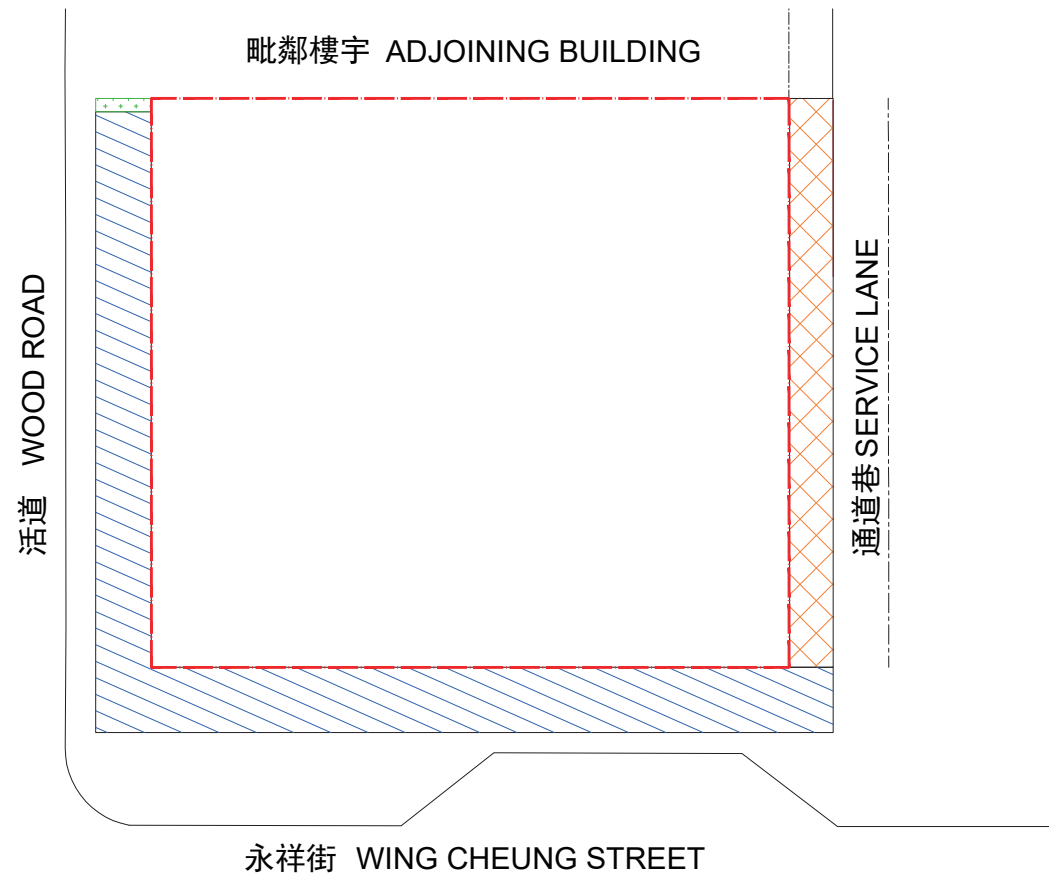 毗鄰樓宇 ADJOINING BUILDING
活道 WOOD ROAD
通道巷 SERVICE LANE
永祥街 WING CHEUNG STREET